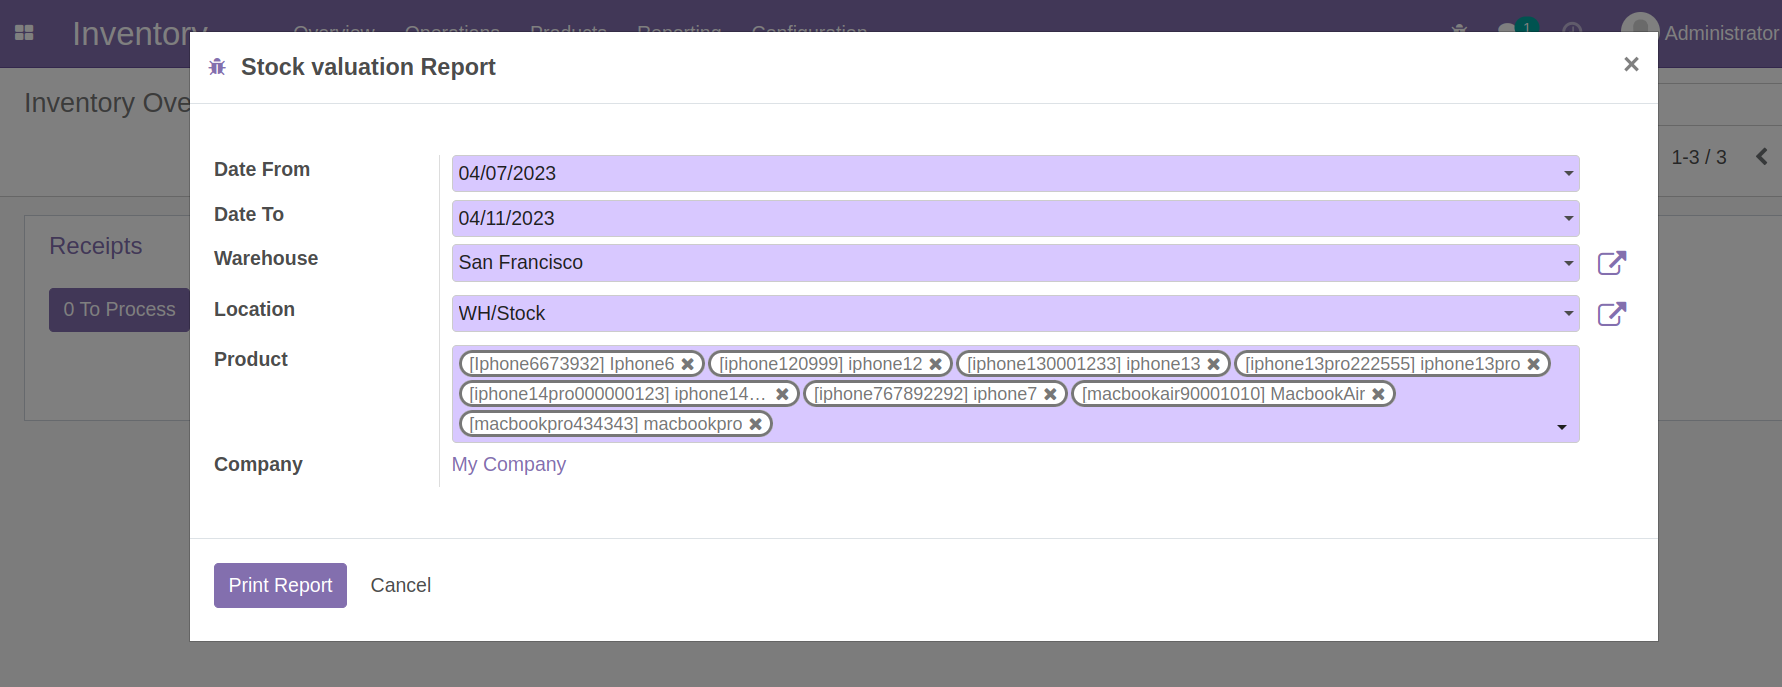 Inventory Overview Operations Products Reporting Configuration 1 Administrator
Stock valuation Report ×
Inventory Ove
1-3 / 3
Date From 04/07/2023
Date To 04/11/2023
Receipts
Warehouse San Francisco
0 To Process
Location WH/Stock
Product [Iphone6673932] Iphone6 [iphone120999] iphone12 [iphone130001233] iphone13 [iphone13pro222555] iphone13pro
[iphone14pro000000123] iphone14… [iphone767892292] iphone7 [macbookair90001010] MacbookAir
[macbookpro434343] macbookpro
Company My Company
Print Report Cancel